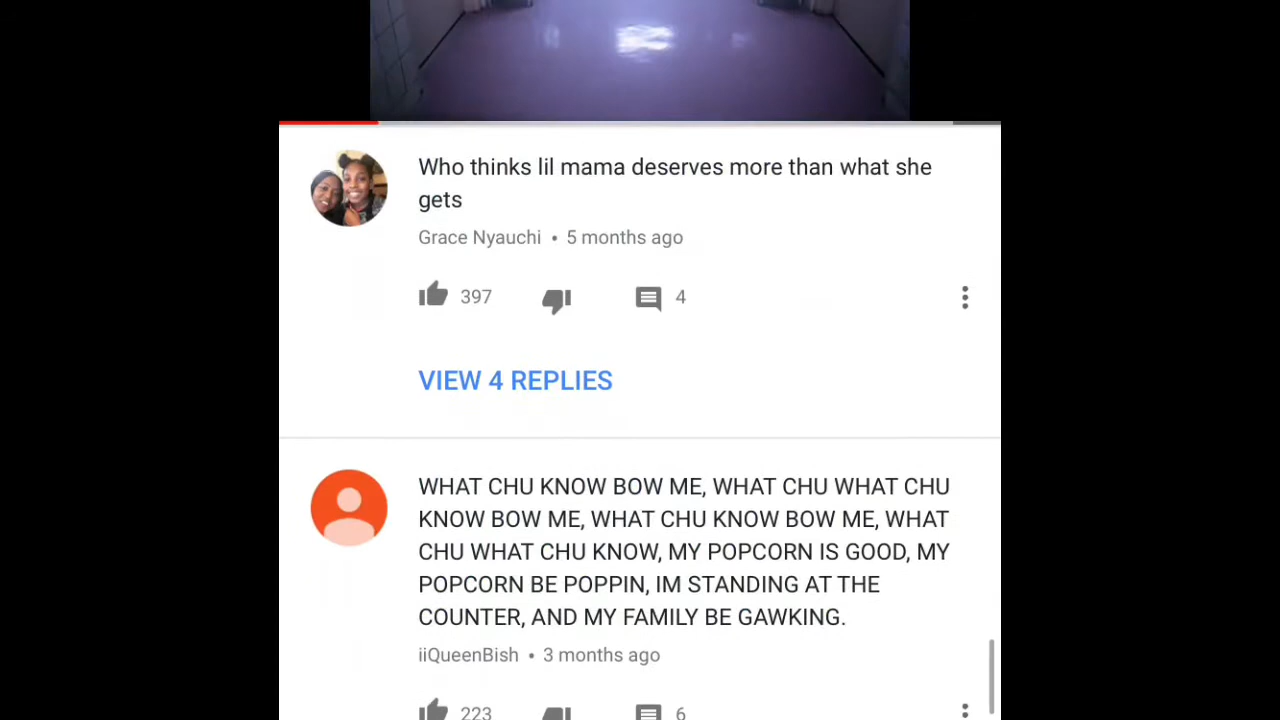 Who thinks lil mama deserves more than what she
gets
Grace Nyauchi • 5 months ago
397
4
VIEW 4 REPLIES
WHAT CHU KNOW BOW ME, WHAT CHU WHAT CHU
KNOW BOW ME, WHAT CHU KNOW BOW ME, WHAT
CHU WHAT CHU KNOW, MY POPCORN IS GOOD, MY
POPCORN BE POPPIN, IM STANDING AT THE
COUNTER, AND MY FAMILY BE GAWKING.
iiQueenBish • 3 months ago
223
6